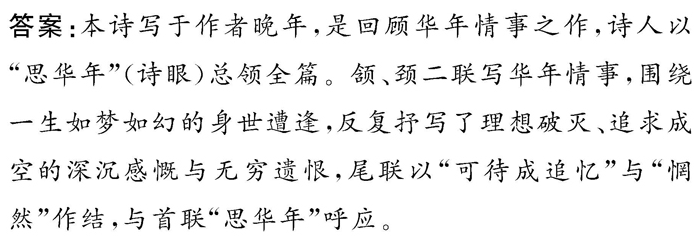 答案:本诗写于作者晚年,是回顾华年情事之作,诗人以
“思华年”(诗眼)总领全篇。颔、颈二联写华年情事,围绕
一生如梦如幻的身世遭逢,反复抒写了理想破灭、追求成
空的深沉感慨与无穷遗恨,尾联以“可待成追忆”与“惘
然”作结,与首联“思华年”呼应。